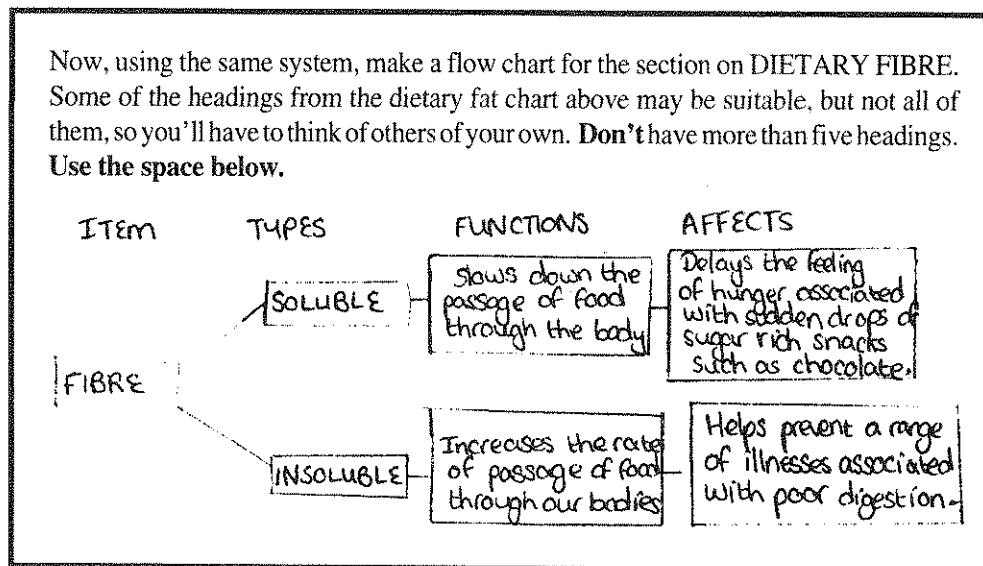 Now, using the same system, make a flow chart for the section on DIETARY FIBRE.
Some of the headings from the dietary fat chart above may be suitable, but not all of
them, so you'll have to think of others of your own. Don't have more than five headings.
Use the space below.
ITEM TYPES FUNCTIONS AFFECTS
FIBRE
SOLUBLE
Slows down the
passage of food
through the body
Delays the feeling
of hunger associated
with sudden drops of
sugar rich snacks
such as chocolate.
INSOLUBLE
Increases the rate
of passage of food
through our bodies
Helps prevent a range
of illnesses associated
with poor digestion.